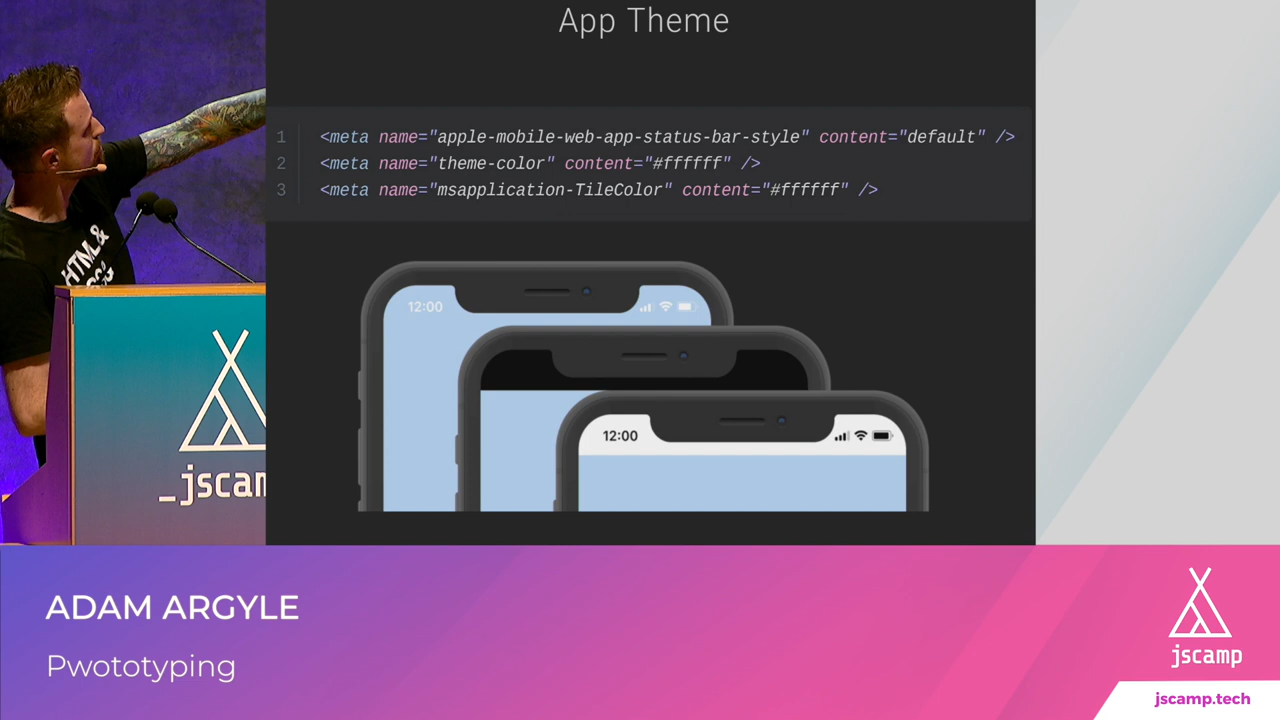 App Theme
1 <meta name="apple-mobile-web-app-status-bar-style" content="default" />
2 <meta name="theme-color" content="#ffffff" />
3 <meta name="msapplication-TileColor" content="#ffffff" />
12:00
12:00
HTML &
_jscam
ADAM ARGYLE
Pwototyping
jscamp
jscamp.tech